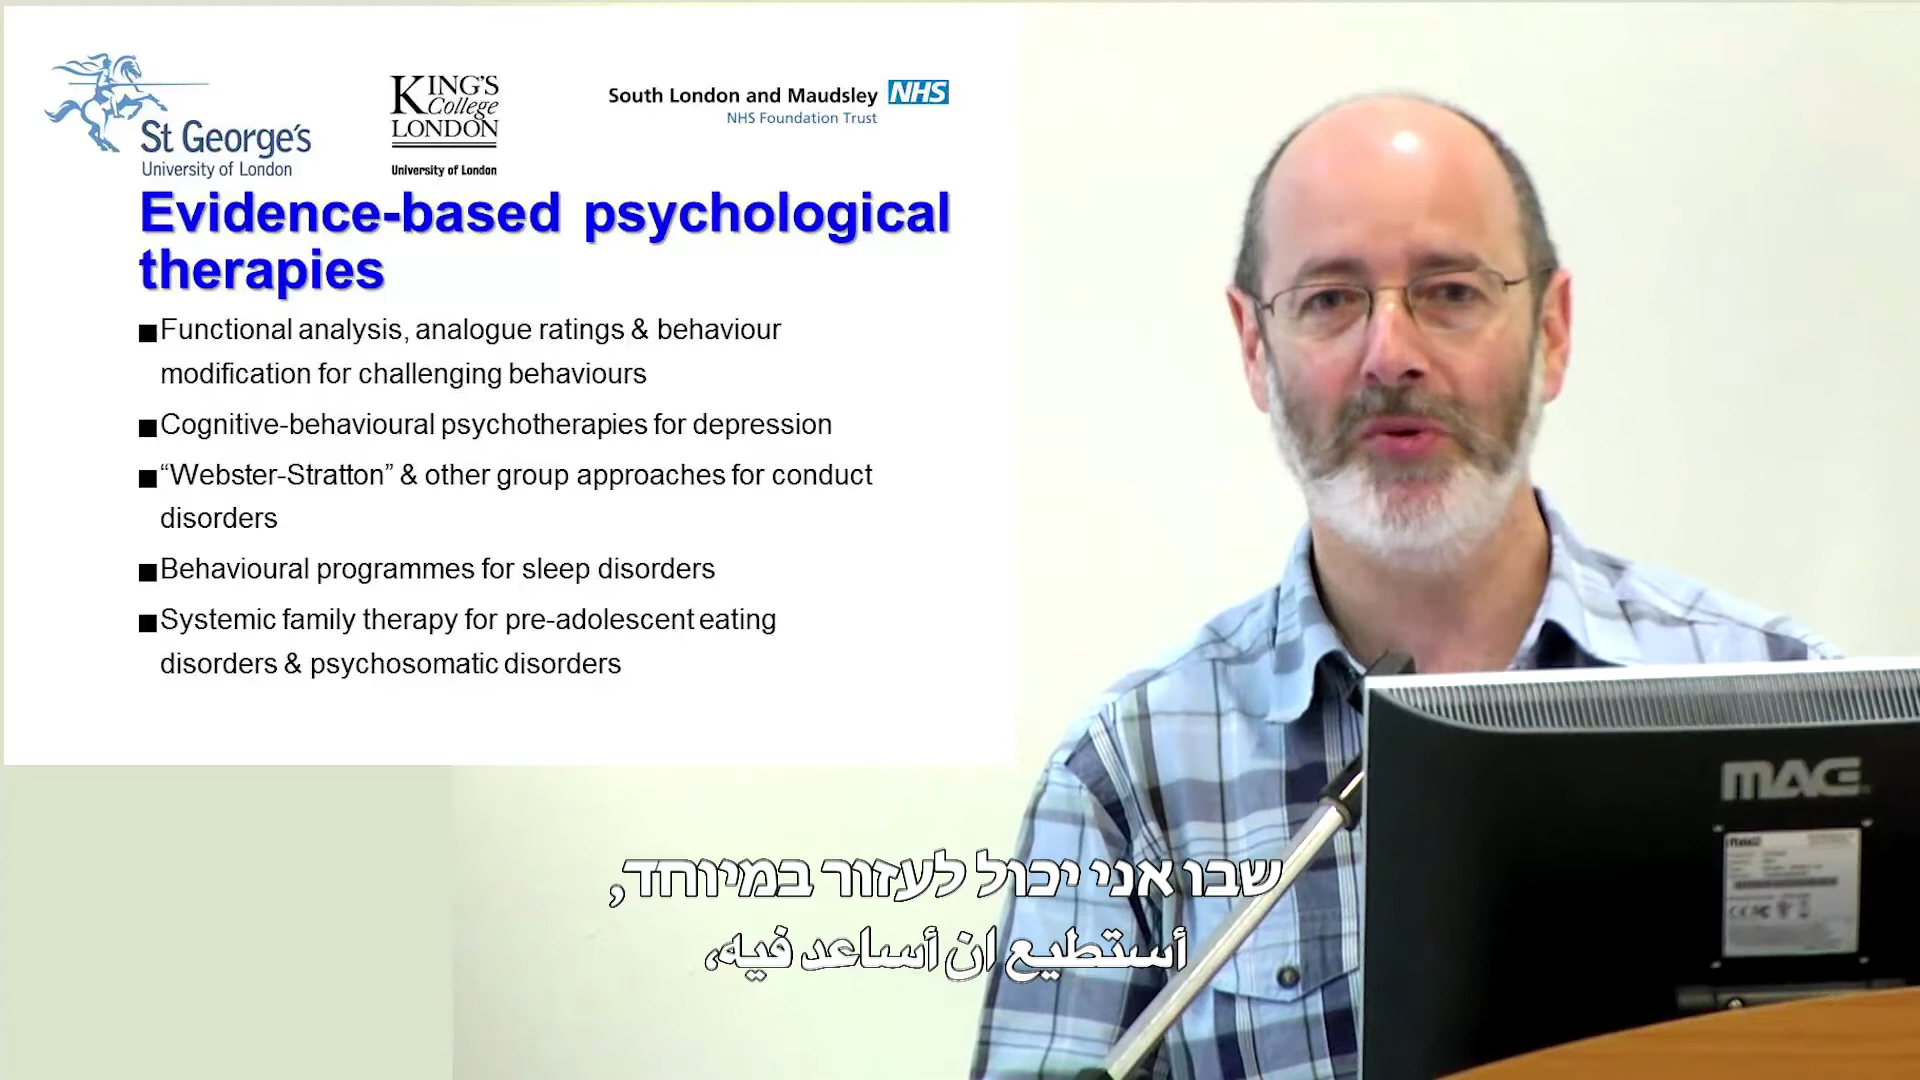 St George's
University of London
KING'S
College
LONDON
University of London
South London and Maudsley NHS
NHS Foundation Trust
Evidence-based psychological
therapies
Functional analysis, analogue ratings & behaviour
modification for challenging behaviours
Cognitive-behavioural psychotherapies for depression
“Webster-Stratton” & other group approaches for conduct
disorders
Behavioural programmes for sleep disorders
Systemic family therapy for pre-adolescent eating
disorders & psychosomatic disorders
MAG
שבו אני יכול לעזור במיוחד,
أستطيع ان أساعد فيه،